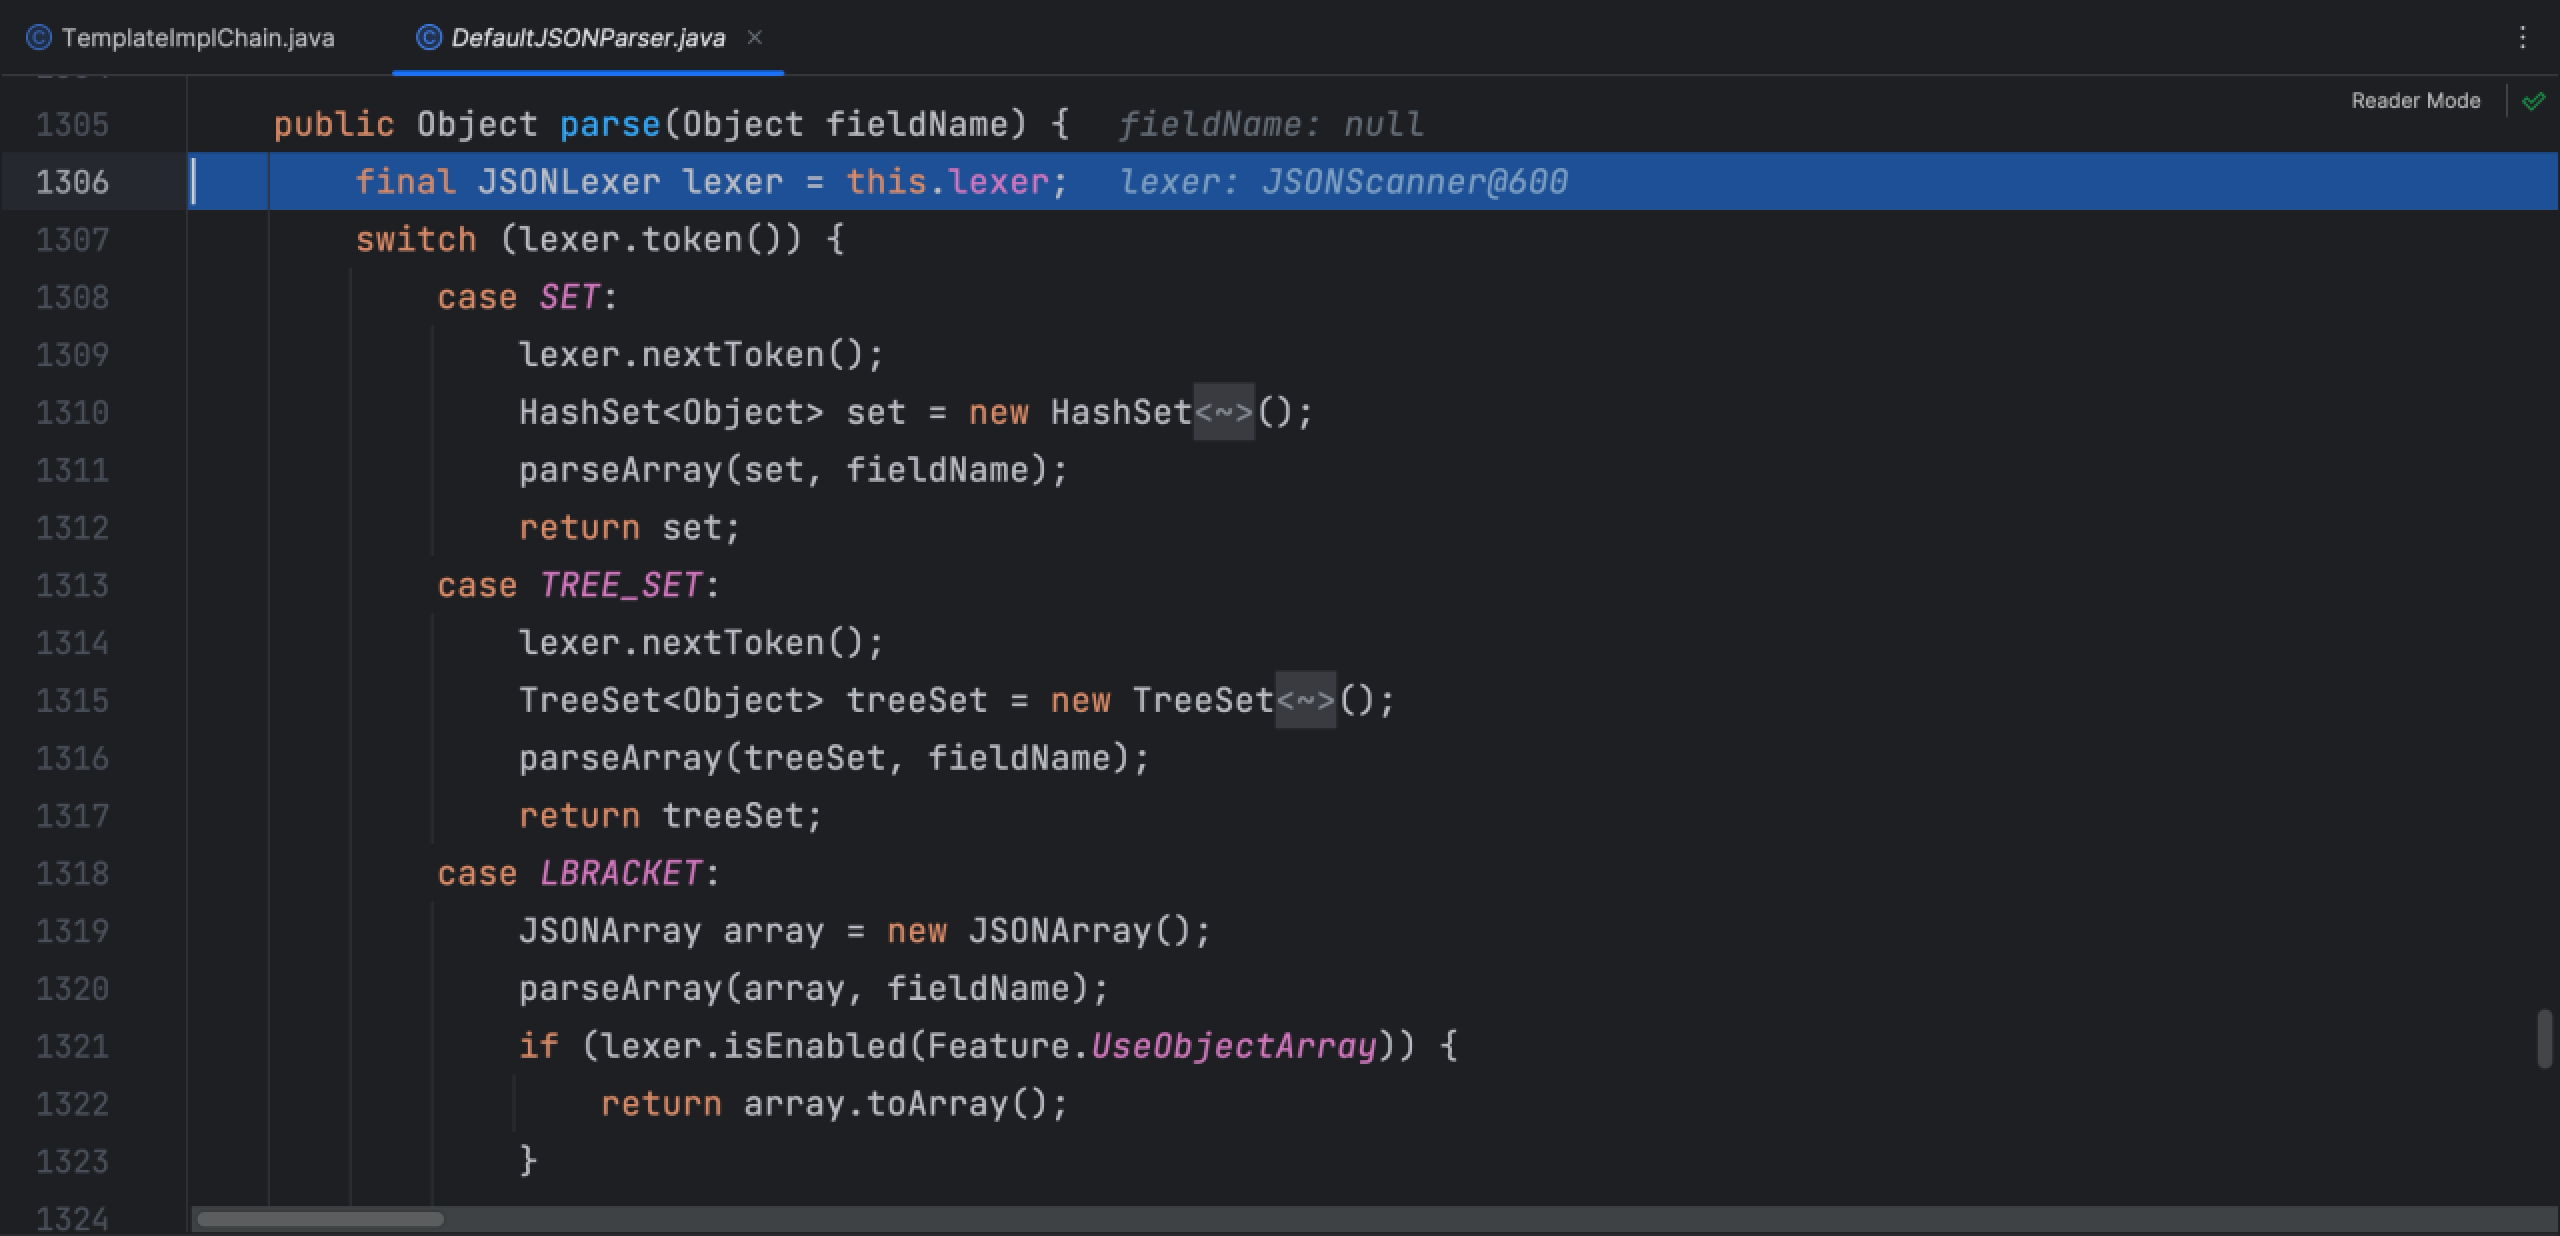 TemplateImplChain.java DefaultJSONParser.java
Reader Mode
1305 public Object parse(Object fieldName) { fieldName: null
1306 final JSONLexer lexer = this.lexer; lexer: JSONScanner@600
1307 switch (lexer.token()) {
1308 case SET:
1309 lexer.nextToken();
1310 HashSet<Object> set = new HashSet<~>();
1311 parseArray(set, fieldName);
1312 return set;
1313 case TREE_SET:
1314 lexer.nextToken();
1315 TreeSet<Object> treeSet = new TreeSet<~>();
1316 parseArray(treeSet, fieldName);
1317 return treeSet;
1318 case LBRACKET:
1319 JSONArray array = new JSONArray();
1320 parseArray(array, fieldName);
1321 if (lexer.isEnabled(Feature.UseObjectArray)) {
1322 return array.toArray();
1323 }
1324